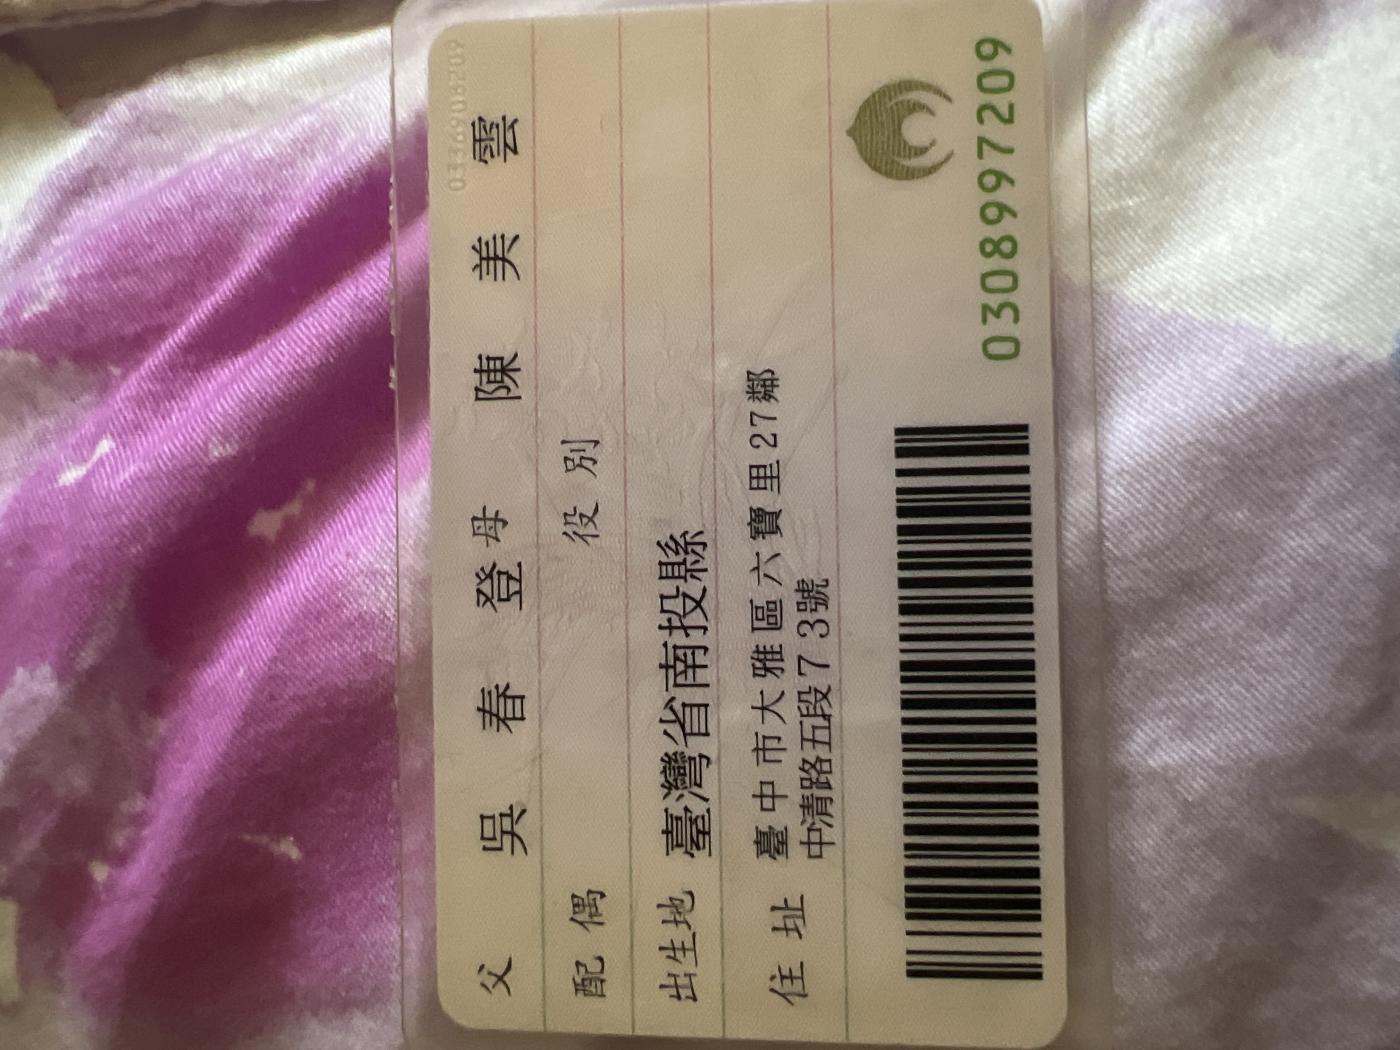 父 吳春登 母 陳美雲
配偶 役別
出生地 臺灣省南投縣
住址 臺中市大雅區六寶里27鄰
中清路五段73號
0308997209